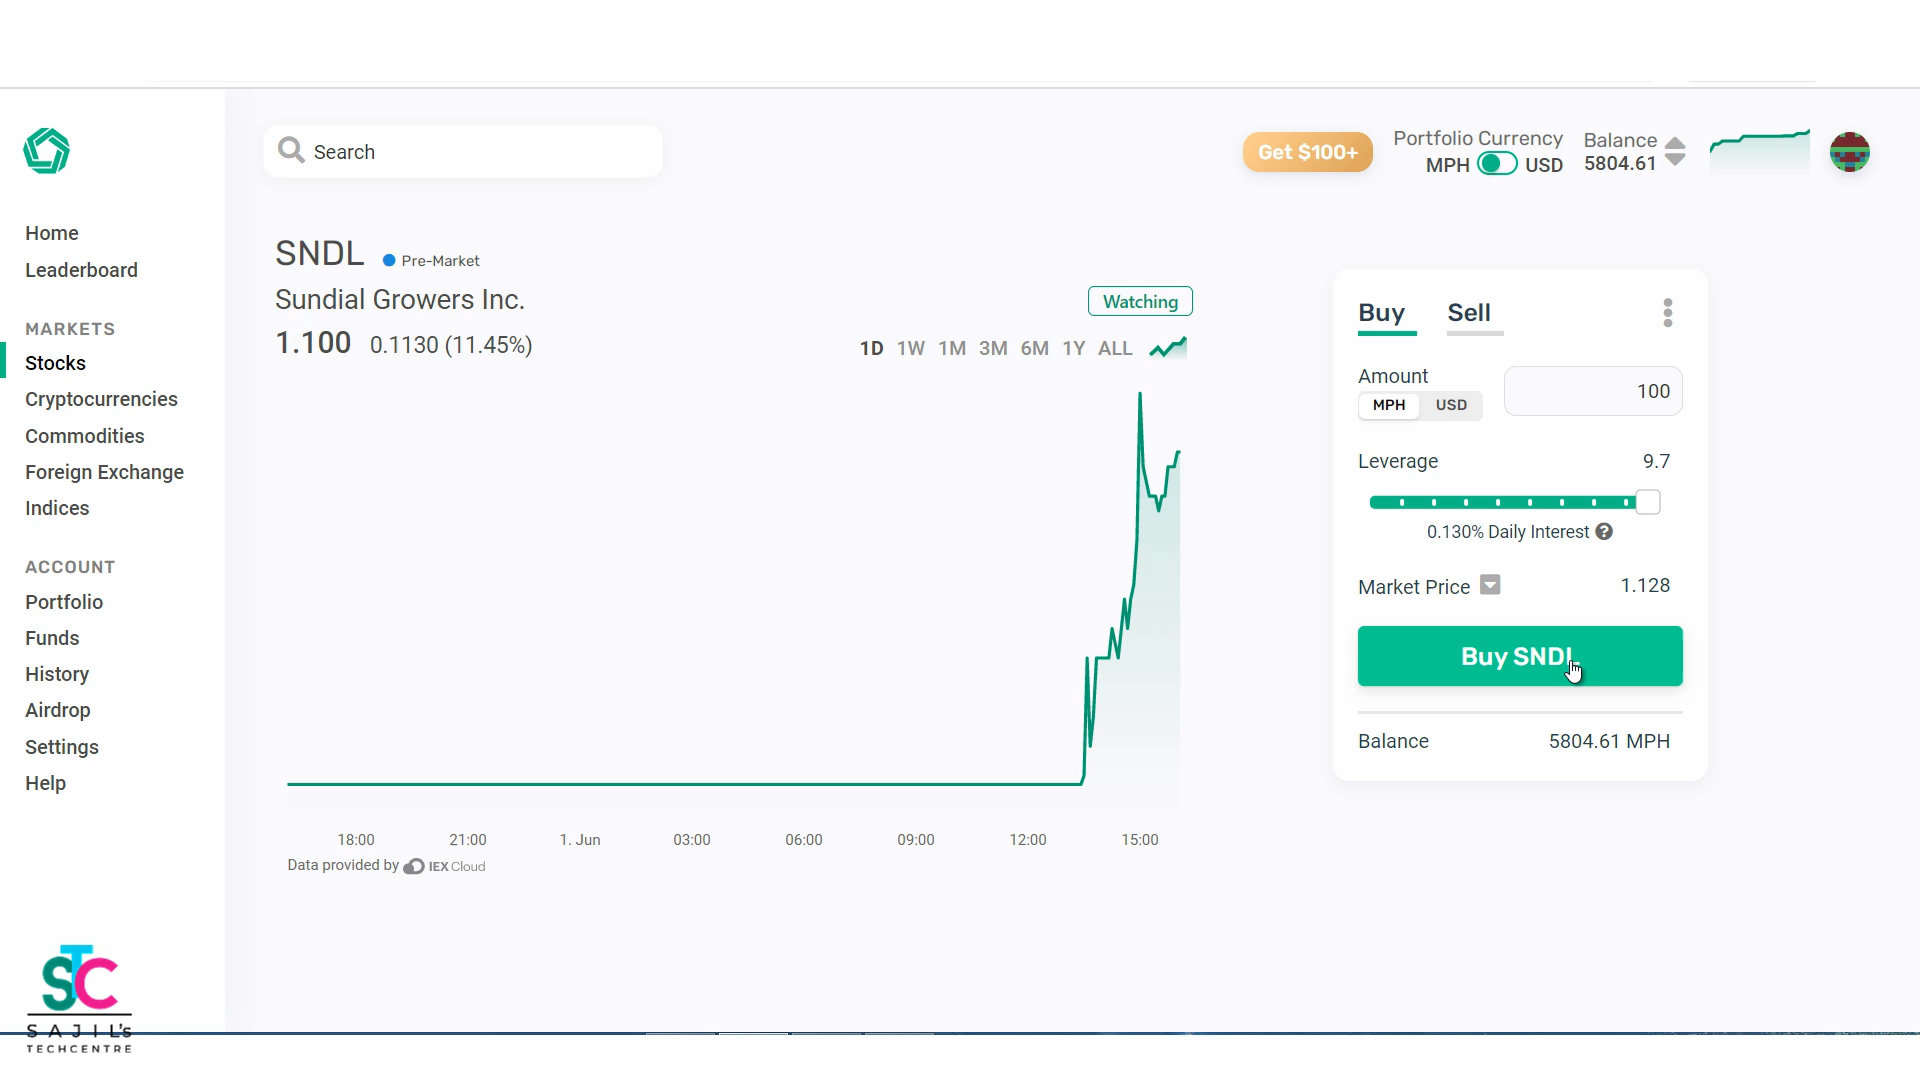 Search
Get $100+
Portfolio Currency
MPH USD
Balance
5804.61
Home
Leaderboard
MARKETS
Stocks
Cryptocurrencies
Commodities
Foreign Exchange
Indices
ACCOUNT
Portfolio
Funds
History
Airdrop
Settings
Help
SNDL Pre-Market
Sundial Growers Inc.
1.100 0.1130 (11.45%)
Watching
1D 1W 1M 3M 6M 1Y ALL
18:00 21:00 1. Jun 03:00 06:00 09:00 12:00 15:00
Data provided by IEX Cloud
Buy Sell
Amount
MPH USD
100
Leverage 9.7
0.130% Daily Interest ?
Market Price 1.128
Buy SNDL
Balance 5804.61 MPH
STC
SAJIL's
TECHCENTRE